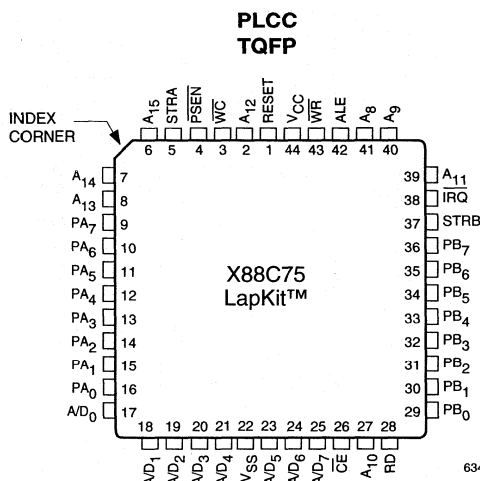 PLCC
TQFP
INDEX
CORNER
A15 STRA PSEN WC A12 RESET VCC WR ALE A8 A9
6 5 4 3 2 1 44 43 42 41 40
A14 7
A13 8
PA7 9
PA6 10
PA5 11
PA4 12
PA3 13
PA2 14
PA1 15
PA0 16
A/D0 17
X88C75
LapKit™
39 A11
38 IRQ
37 STRB
36 PB7
35 PB6
34 PB5
33 PB4
32 PB3
31 PB2
30 PB1
29 PB0
18 19 20 21 22 23 24 25 26 27 28
A/D1 A/D2 A/D3 A/D4 VSS A/D5 A/D6 A/D7 CE A10 RD
634